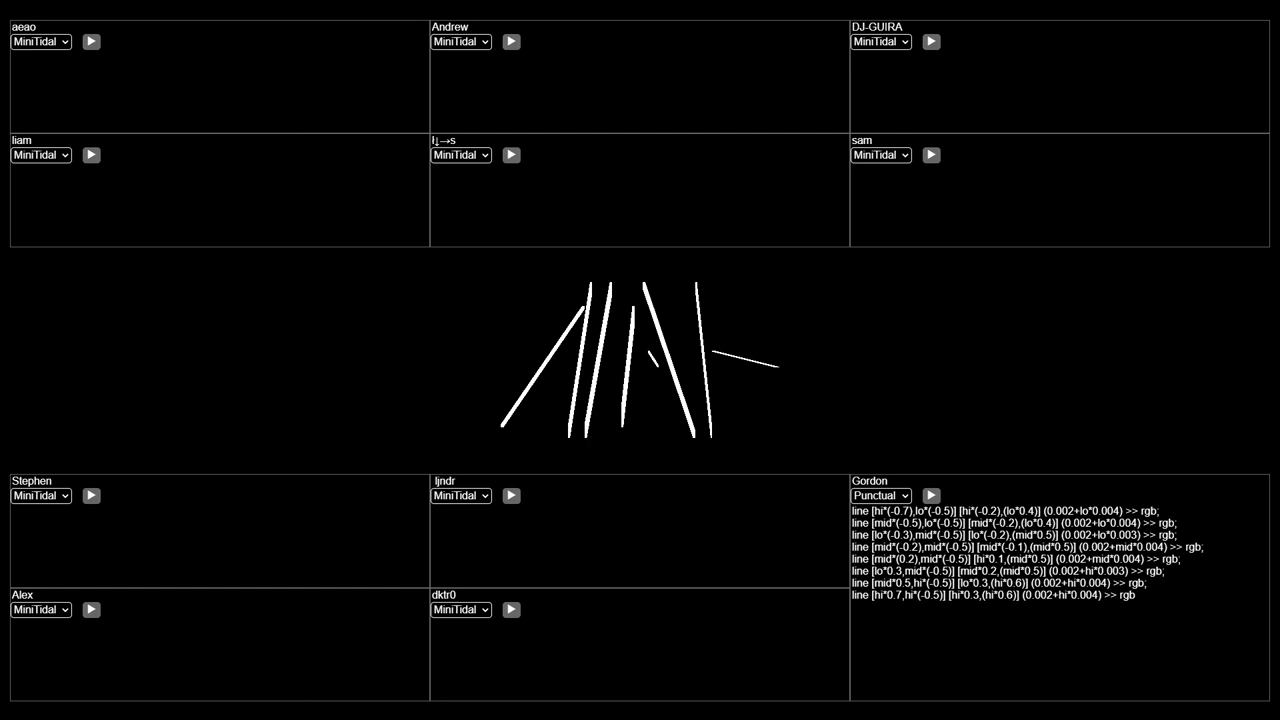 aeao
MiniTidal
Andrew
MiniTidal
DJ-GUIRA
MiniTidal
liam
MiniTidal
MiniTidal
sam
MiniTidal
Stephen
MiniTidal
ljndr
MiniTidal
Gordon
Punctual
line [hi*(-0.7),lo*(-0.5)] [hi*(-0.2),(lo*0.4)] (0.002+lo*0.004) >> rgb;
line [mid*(-0.5),lo*(-0.5)] [mid*(-0.2),(lo*0.4)] (0.002+lo*0.004) >> rgb;
line [lo*(-0.3),mid*(-0.5)] [lo*(-0.2),(mid*0.5)] (0.002+lo*0.003) >> rgb;
line [mid*(-0.2),mid*(-0.5)] [mid*(-0.1),(mid*0.5)] (0.002+mid*0.004) >> rgb;
line [mid*(0.2),mid*(-0.5)] [hi*0.1,(mid*0.5)] (0.002+mid*0.004) >> rgb;
line [lo*0.3,mid*(-0.5)] [mid*0.2,(mid*0.5)] (0.002+hi*0.003) >> rgb;
line [mid*0.5,hi*(-0.5)] [lo*0.3,(hi*0.6)] (0.002+hi*0.004) >> rgb;
line [hi*0.7,hi*(-0.5)] [hi*0.3,(hi*0.6)] (0.002+hi*0.004) >> rgb
Alex
MiniTidal
dktr0
MiniTidal